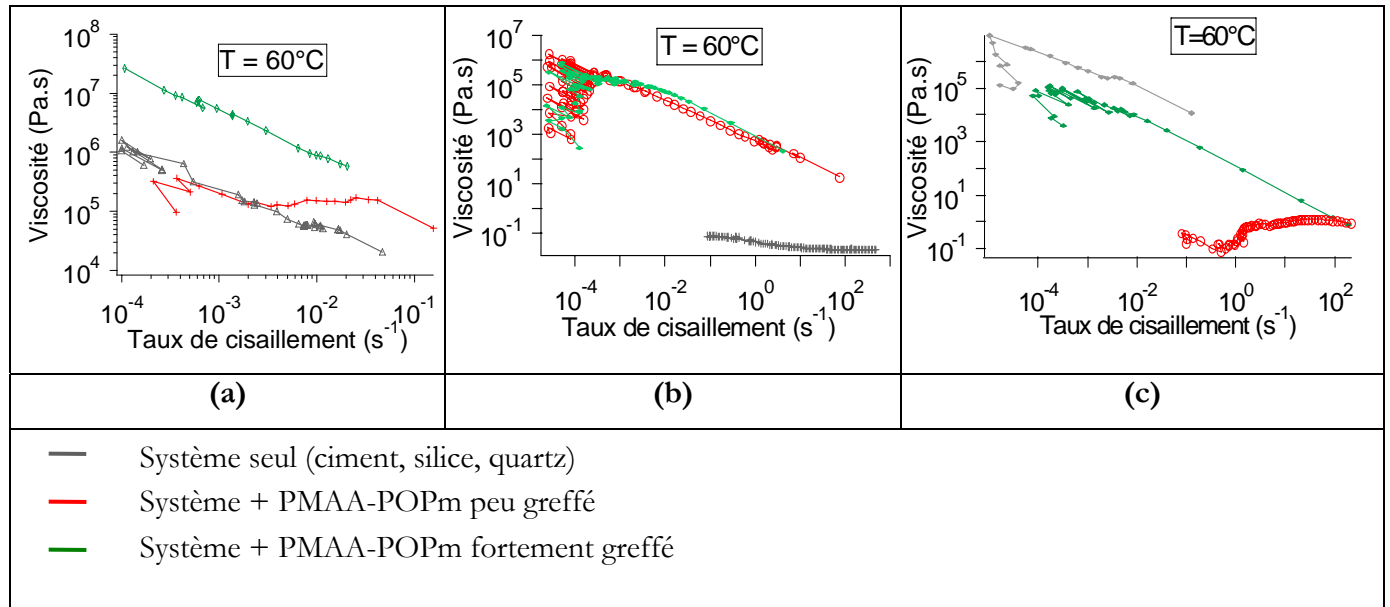 T = 60°C
Viscosité (Pa.s)
10^8
10^7
10^6
10^5
10^4
10^-4
10^-3
10^-2
10^-1
Taux de cisaillement (s^-1)
T = 60°C
Viscosité (Pa.s)
10^7
10^5
10^3
10^1
10^-1
10^-4
10^-2
10^0
10^2
Taux de cisaillement (s^-1)
T=60°C
Viscosité (Pa.s)
10^5
10^3
10^1
10^-1
10^-4
10^-2
10^0
10^2
Taux de cisaillement (s^-1)
(a)
(b)
(c)
Système seul (ciment, silice, quartz)
Système + PMAA-POPm peu greffé
Système + PMAA-POPm fortement greffé